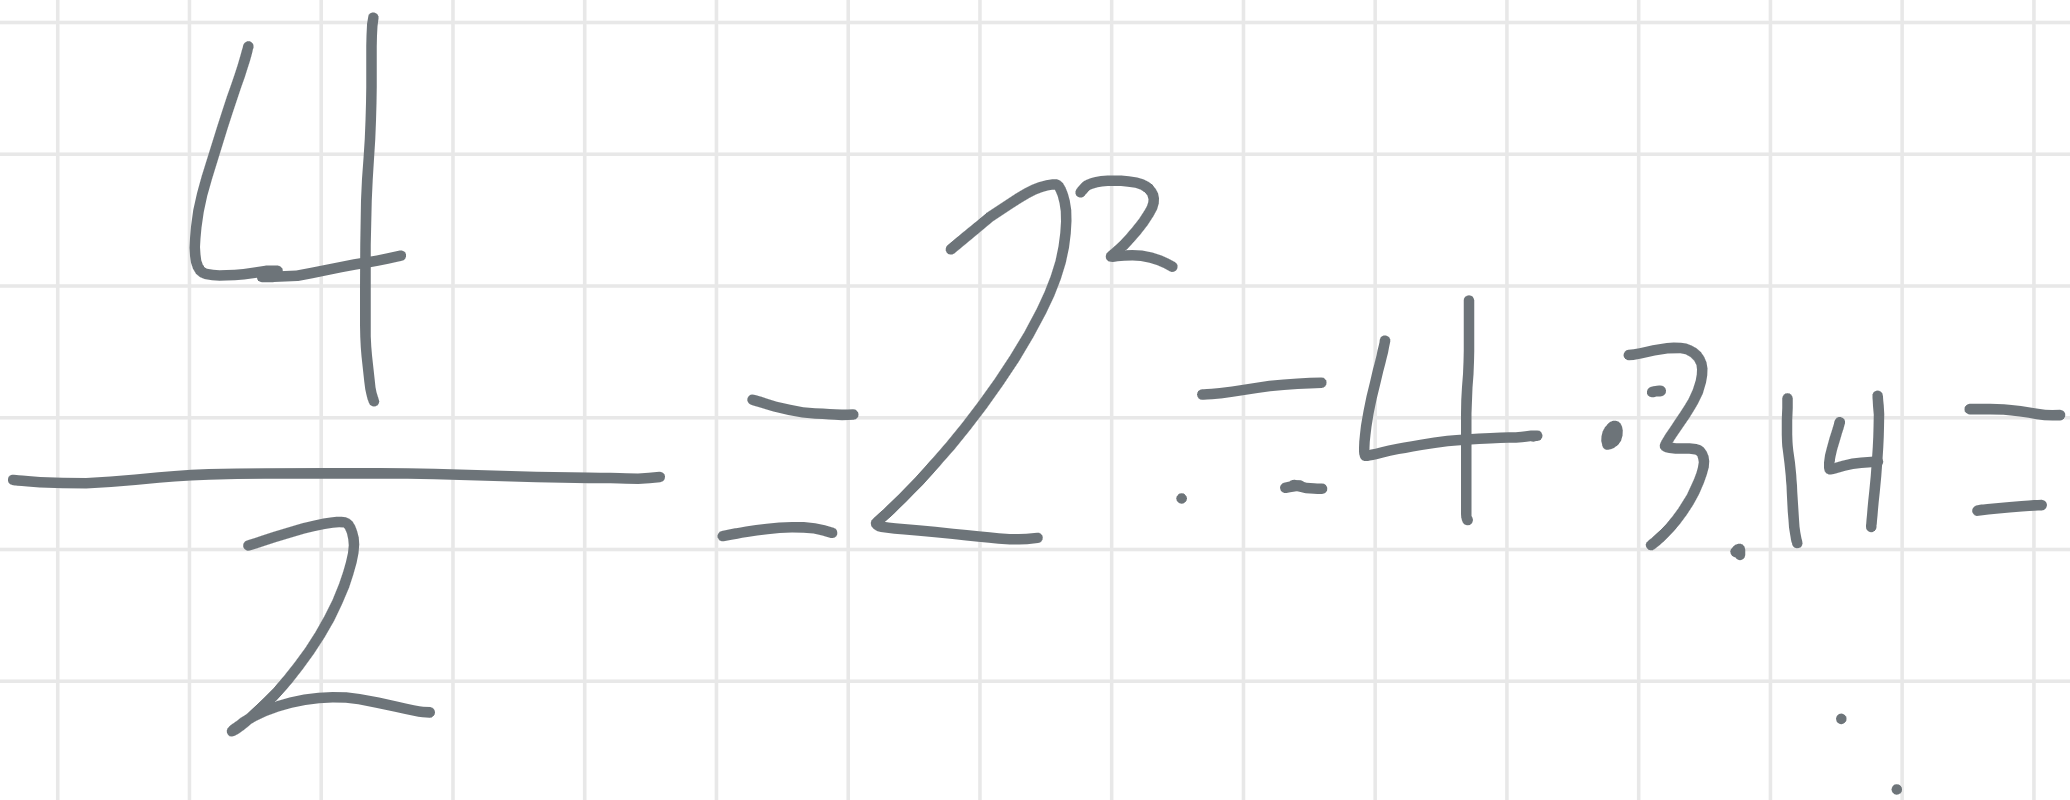 4/2 = 2² = 4 · 3.14 =